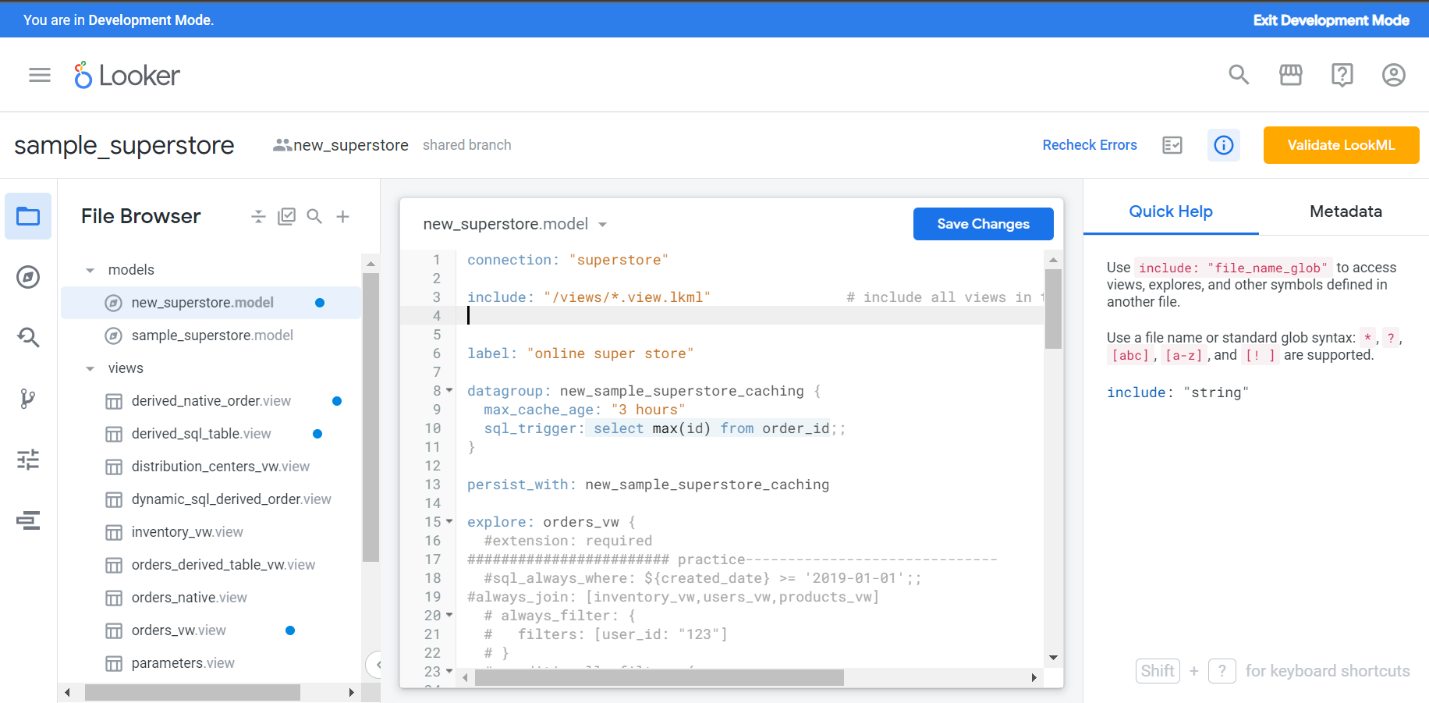 You are in Development Mode.
Exit Development Mode
Looker
sample_superstore
new_superstore shared branch
Recheck Errors
Validate LookML
File Browser
models
new_superstore.model
sample_superstore.model
views
derived_native_order.view
derived_sql_table.view
distribution_centers_vw.view
dynamic_sql_derived_order.view
inventory_vw.view
orders_derived_table_vw.view
orders_native.view
orders_vw.view
parameters.view
new_superstore.model
Save Changes
1 connection: "superstore"
2
3 include: "/views/*.view.lkml" # include all views in
4
5
6 label: "online super store"
7
8 datagroup: new_sample_superstore_caching {
9 max_cache_age: "3 hours"
10 sql_trigger: select max(id) from order_id;;
11 }
12
13 persist_with: new_sample_superstore_caching
14
15 explore: orders_vw {
16 #extension: required
17 ######################## practice------------------------------
18 #sql_always_where: ${created_date} >= '2019-01-01';;
19 #always_join: [inventory_vw,users_vw,products_vw]
20 # always_filter: {
21 # filters: [user_id: "123"]
22 # }
23
Quick Help
Metadata
Use include: "file_name_glob" to access
views, explores, and other symbols defined in
another file.
Use a file name or standard glob syntax: * , ? ,
[abc] , [a-z] , and [! ] are supported.
include: "string"
Shift + ? for keyboard shortcuts